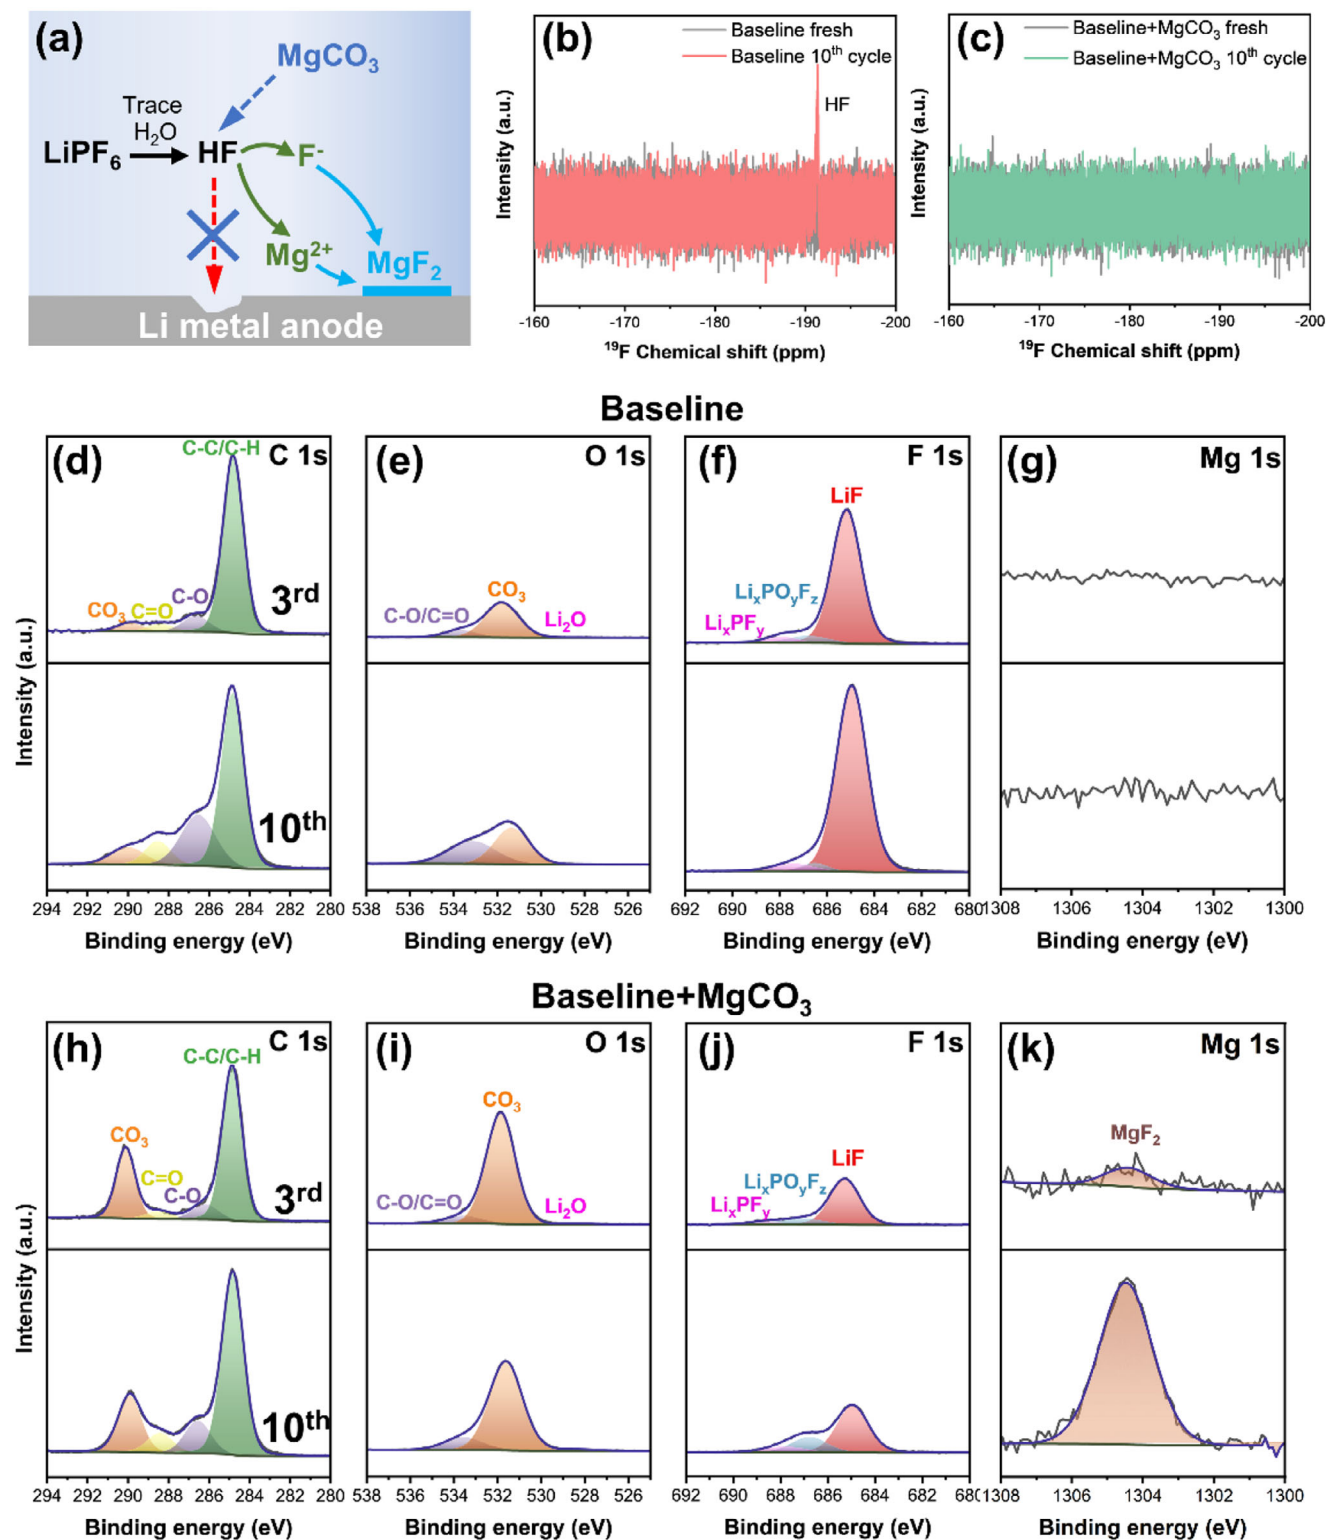 (a)
MgCO3
Trace
H2O
LiPF6
HF
F-
Mg2+
MgF2
Li metal anode
(b)
Baseline fresh
Baseline 10th cycle
HF
Intensity (a.u.)
-160 -170 -180 -190 -200
19F Chemical shift (ppm)
(c)
Baseline+MgCO3 fresh
Baseline+MgCO3 10th cycle
Intensity (a.u.)
-160 -170 -180 -190 -200
19F Chemical shift (ppm)
Baseline
(d)
C-C/C-H
C 1s
CO3
C=O
C-O
3rd
10th
Intensity (a.u.)
294 292 290 288 286 284 282 280
Binding energy (eV)
(e)
O 1s
C-O/C=O
CO3
Li2O
538 536 534 532 530 528 526
Binding energy (eV)
(f)
F 1s
LiF
LixPOyFz
LixPFy
692 690 688 686 684 682 680
Binding energy (eV)
(g)
Mg 1s
1308 1306 1304 1302 1300
Binding energy (eV)
Baseline+MgCO3
(h)
C 1s
C-C/C-H
CO3
C=O
C-O
3rd
10th
Intensity (a.u.)
294 292 290 288 286 284 282 280
Binding energy (eV)
(i)
O 1s
CO3
C-O/C=O
Li2O
538 536 534 532 530 528 526
Binding energy (eV)
(j)
F 1s
LiF
LixPOyFz
LixPFy
692 690 688 686 684 682 680
Binding energy (eV)
(k)
Mg 1s
MgF2
1308 1306 1304 1302 1300
Binding energy (eV)